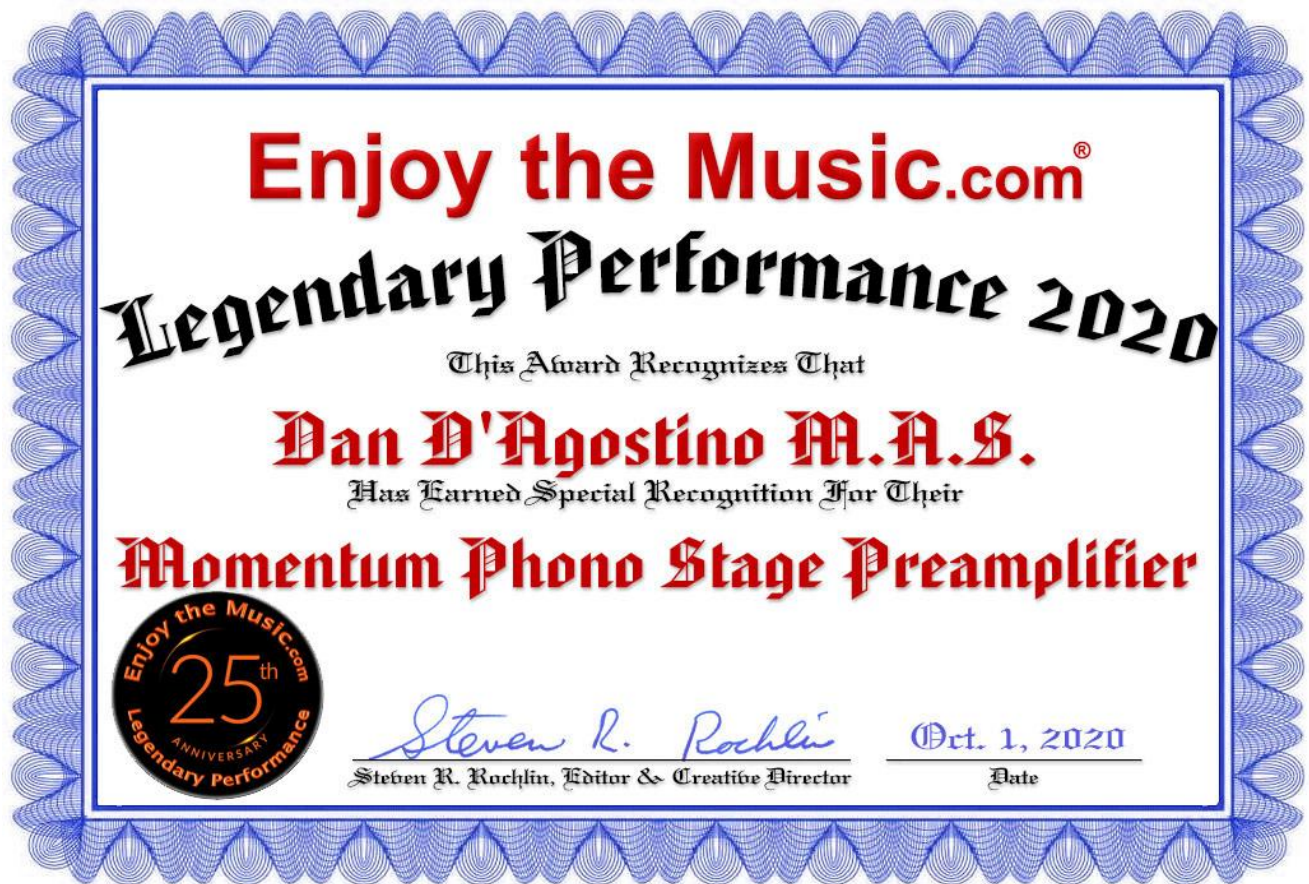 Enjoy the Music.com®
Legendary Performance 2020
This Award Recognizes That
Dan D'Agostino M.A.S.
Has Earned Special Recognition For Their
Momentum Phono Stage Preamplifier
Enjoy the Music.com
25th
ANNIVERSARY
Legendary Performance
Steven R. Rochlin
Oct. 1, 2020
Steven R. Rochlin, Editor & Creative Director
Date